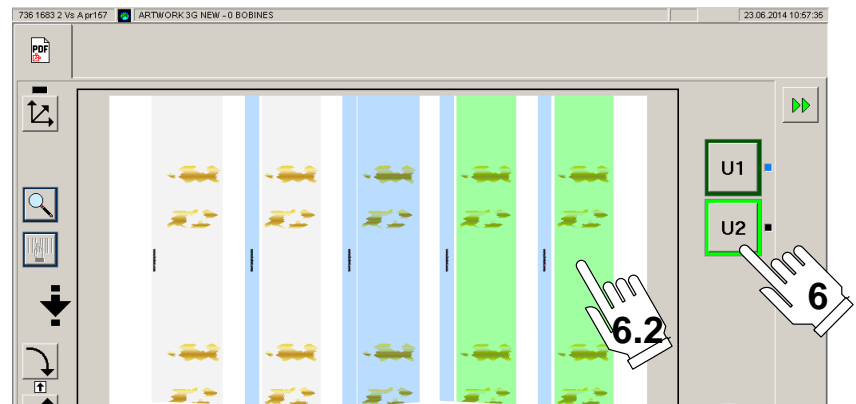 736 1683 2 Vs Apr157 ARTWORK 3G NEW - 0 BOBINES 23.06.2014 10:57:35
PDF
U1
U2
6
6.2